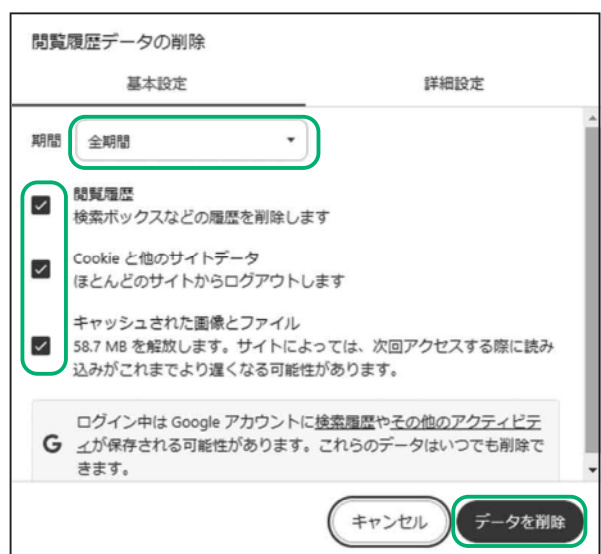 閲覧履歴データの削除
基本設定 詳細設定
期間 全期間
閲覧履歴
検索ボックスなどの履歴を削除します
Cookie と他のサイトデータ
ほとんどのサイトからログアウトします
キャッシュされた画像とファイル
58.7 MB を解放します。サイトによっては、次回アクセスする際に読み
込みがこれまでより遅くなる可能性があります。
ログイン中は Google アカウントに検索履歴やその他のアクティビテ
ィが保存される可能性があります。これらのデータはいつでも削除で
きます。
キャンセル データを削除